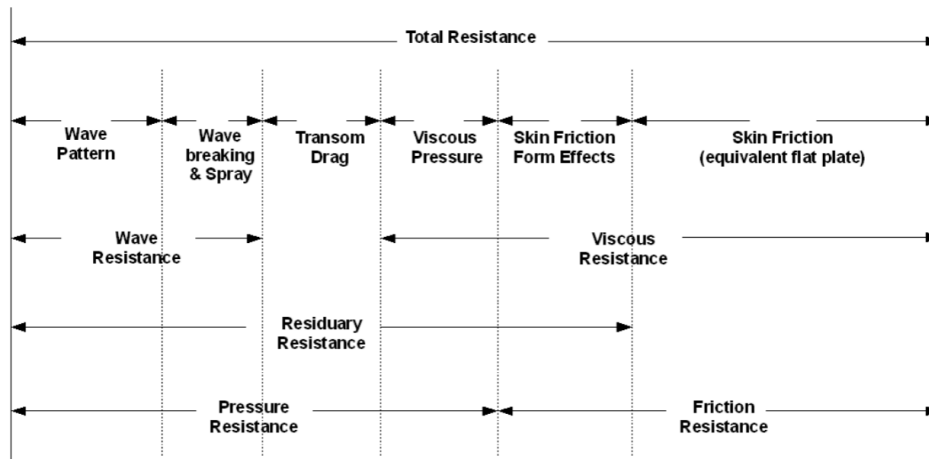 Total Resistance
Wave
Pattern
Wave
breaking
& Spray
Transom
Drag
Viscous
Pressure
Skin Friction
Form Effects
Skin Friction
(equivalent flat plate)
Wave
Resistance
Viscous
Resistance
Residuary
Resistance
Pressure
Resistance
Friction
Resistance